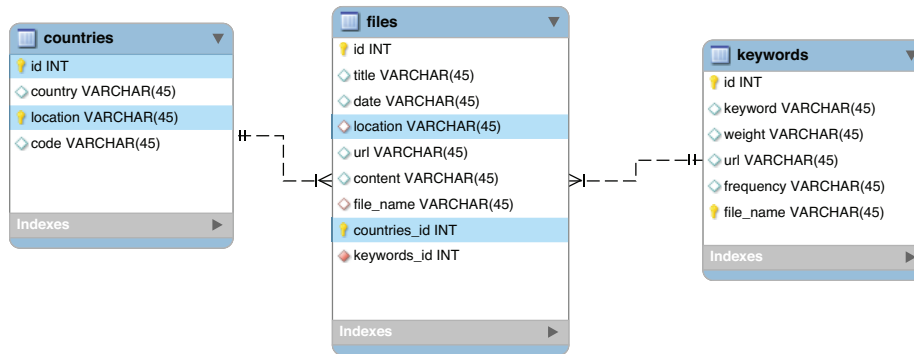 countries
id INT
country VARCHAR(45)
location VARCHAR(45)
code VARCHAR(45)
Indexes
files
id INT
title VARCHAR(45)
date VARCHAR(45)
location VARCHAR(45)
url VARCHAR(45)
content VARCHAR(45)
file_name VARCHAR(45)
countries_id INT
keywords_id INT
Indexes
keywords
id INT
keyword VARCHAR(45)
weight VARCHAR(45)
url VARCHAR(45)
frequency VARCHAR(45)
file_name VARCHAR(45)
Indexes